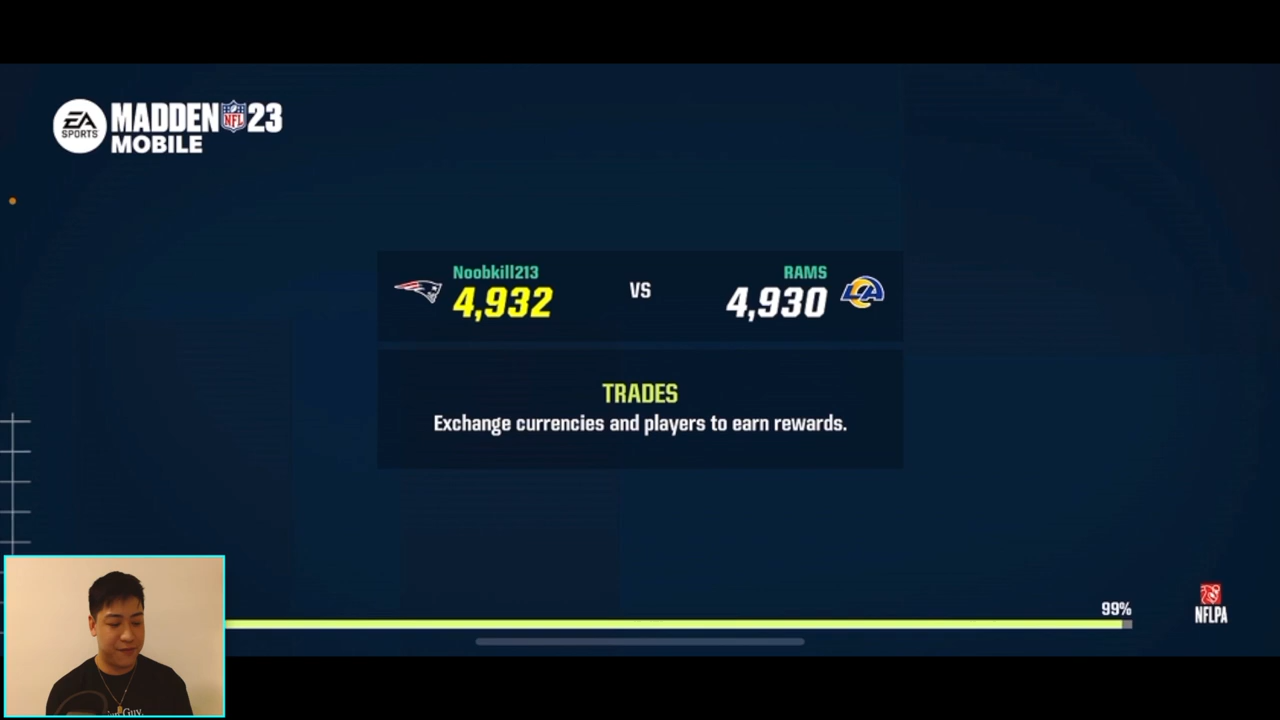 EA
SPORTS
MADDEN NFL 23
MOBILE
Noobkill213
4,932
VS
RAMS
4,930
LA
TRADES
Exchange currencies and players to earn rewards.
99%
NFLPA
Guy.